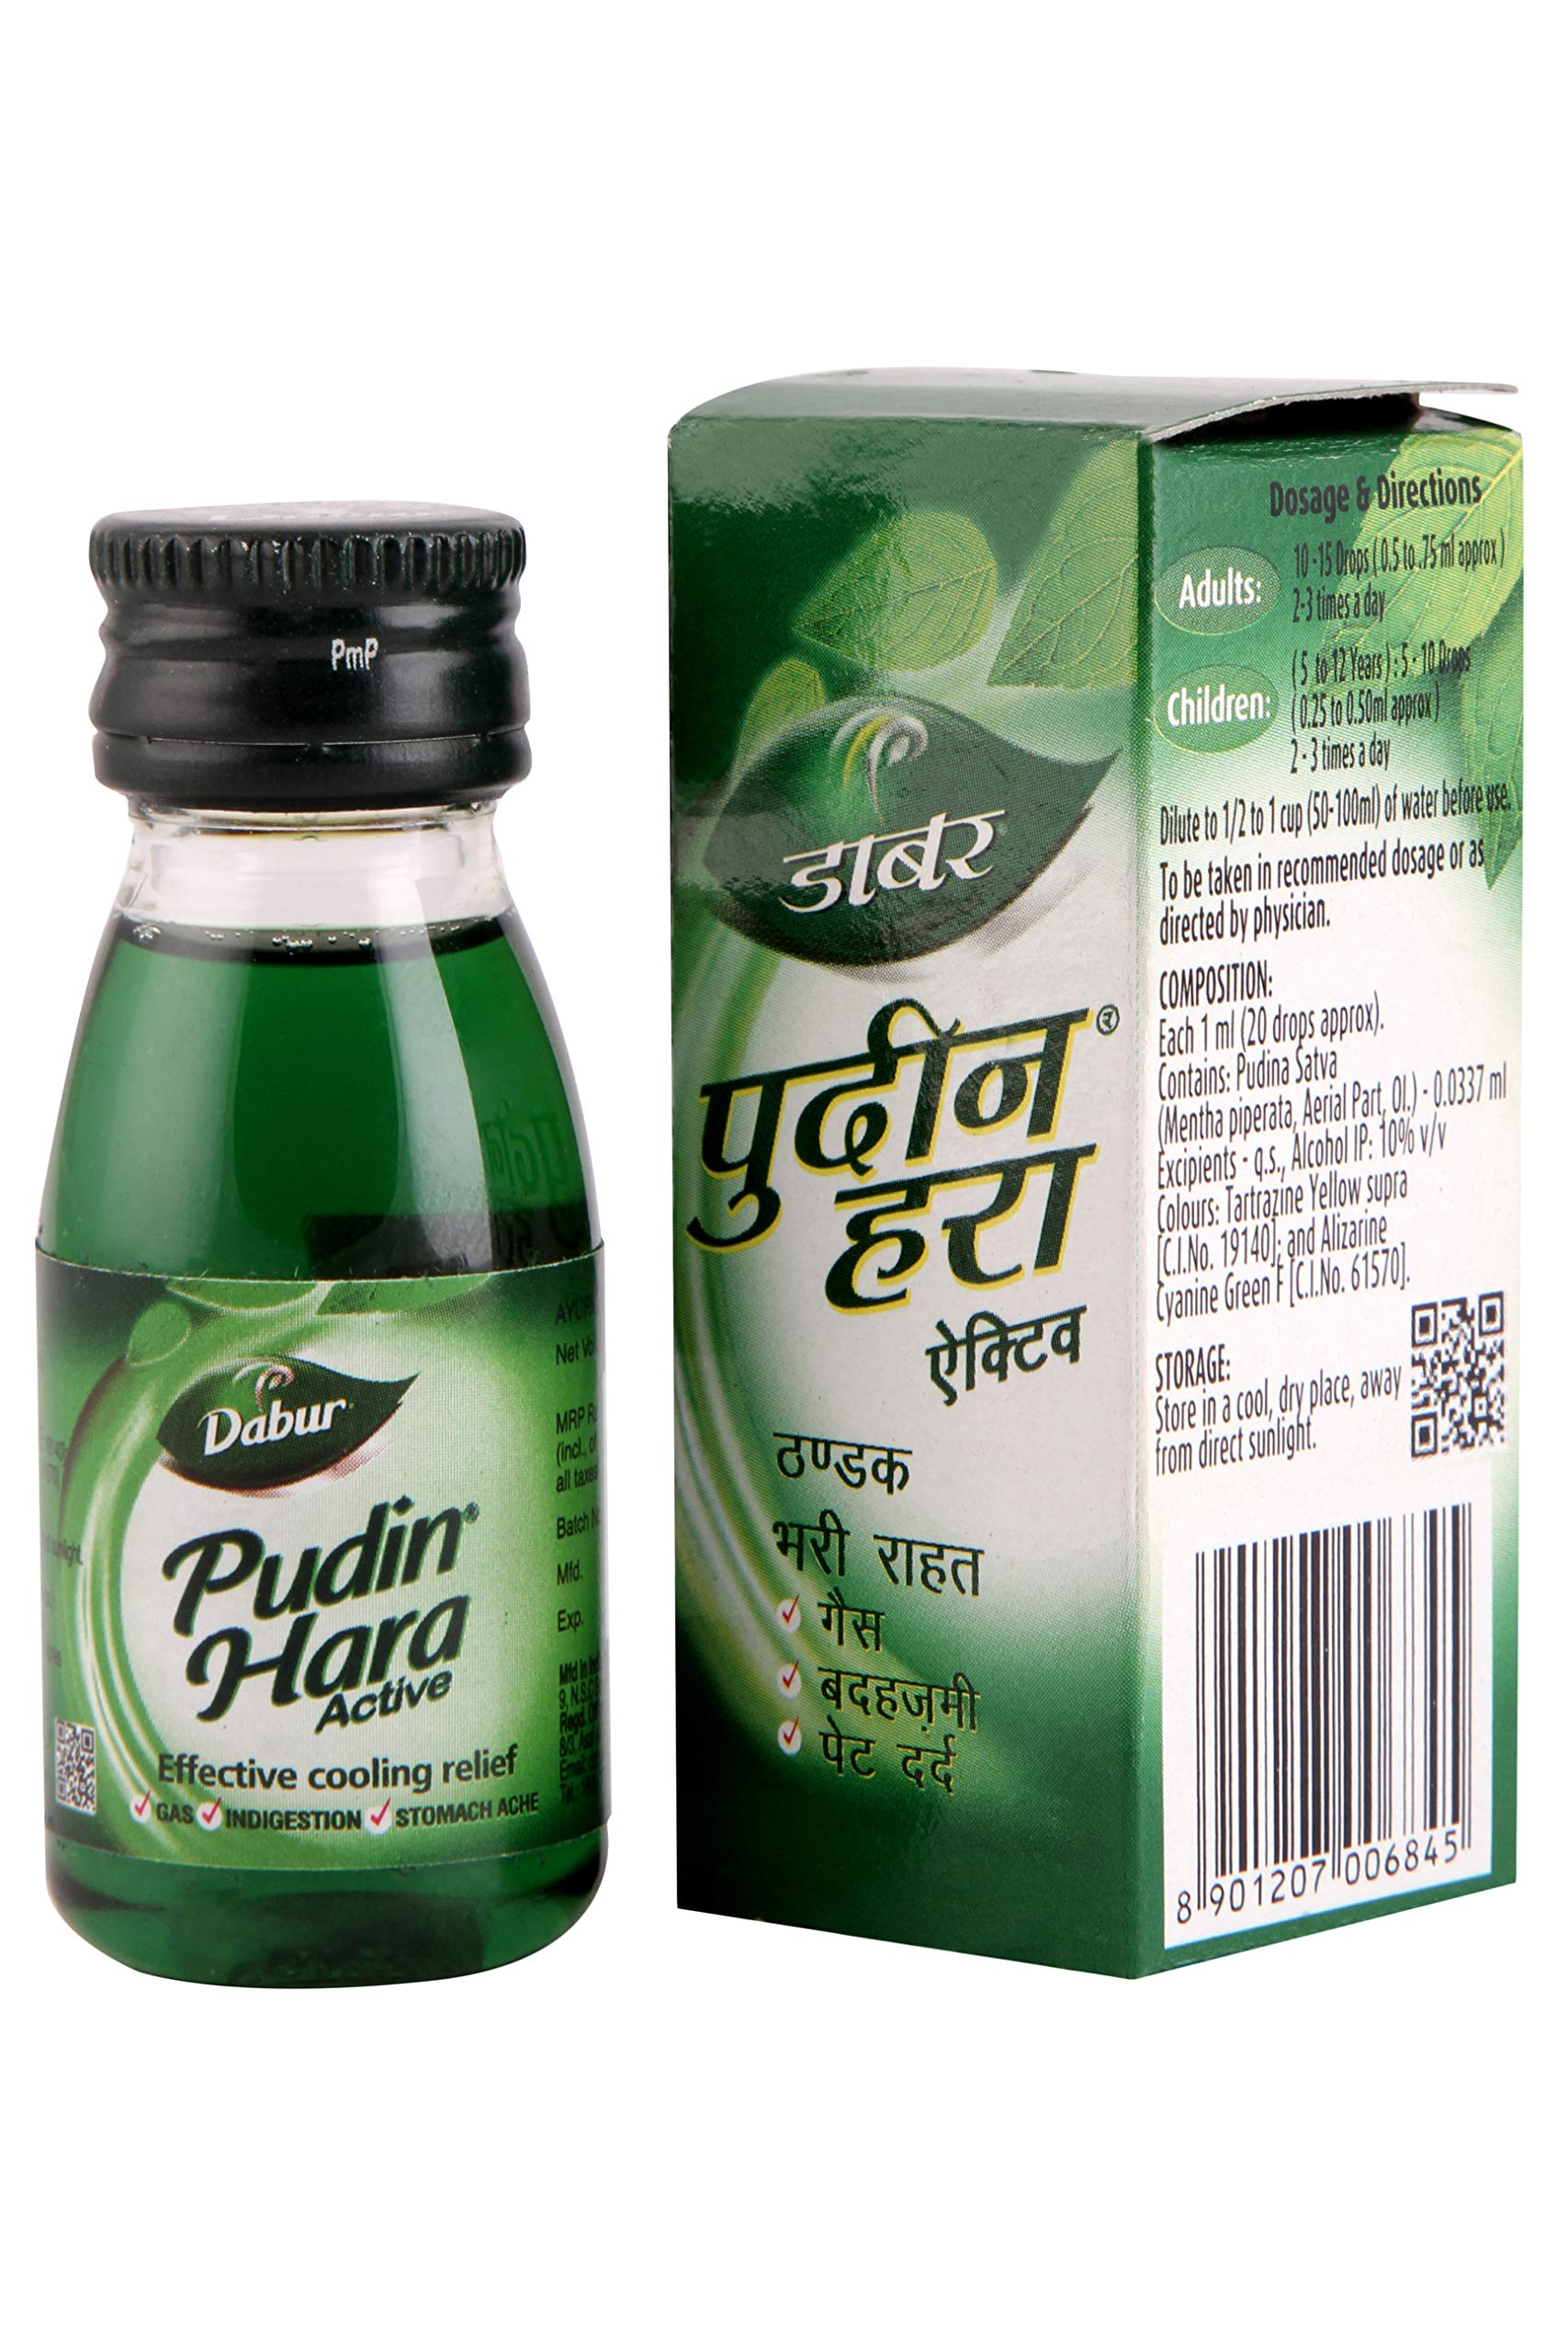 PmP
Dabur
Pudin®
Hara
Active
Effective cooling relief
GAS INDIGESTION STOMACH ACHE
Net
MRP
(incl.,
all
Batch
Mfd.
Exp.
Mfd in
डाबर
पुदीन®
हरा
ऐक्टिव
ठण्डक
भरी राहत
गैस
बदहज़मी
पेट दर्द
Dosage & Directions
Adults:
10-15 Drops (0.5 to .75 ml approx)
2-3 times a day
Children:
(5 to 12 Years) : 5 - 10 Drops
(0.25 to 0.50ml approx)
2 - 3 times a day
Dilute to 1/2 to 1 cup (50-100ml) of water before use.
To be taken in recommended dosage or as
directed by physician.
COMPOSITION:
Each 1 ml (20 drops approx).
Contains: Pudina Satva
(Mentha piperata, Aerial Part, Ol.) - 0.0337 ml
Excipients - q.s., Alcohol IP: 10% v/v
Colours: Tartrazine Yellow supra
[C.I.No. 19140]; and Alizarine
Cyanine Green F [C.I.No. 61570].
STORAGE:
Store in a cool, dry place, away
from direct sunlight.
8 901207 006845